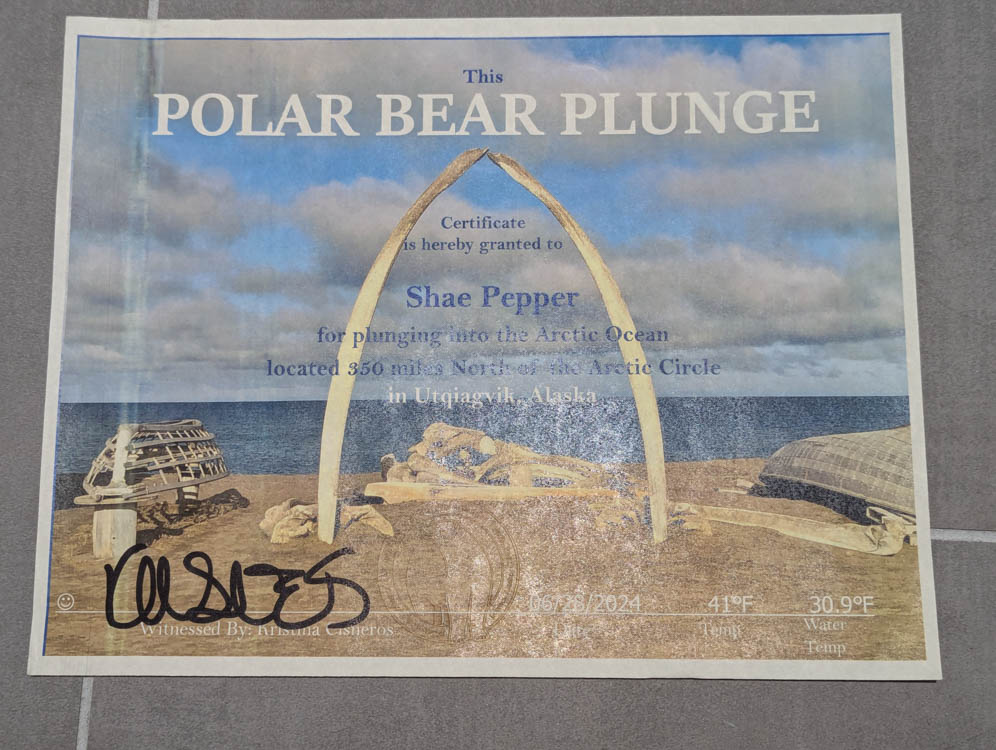 This
POLAR BEAR PLUNGE
Certificate
is hereby granted to
Shae Pepper
for plunging into the Arctic Ocean
located 350 miles North of the Arctic Circle
in Utqiagvik, Alaska
06/28/2024 41°F 30.9°F
Witnessed By: Kristina Cisneros Date Temp Water
Temp